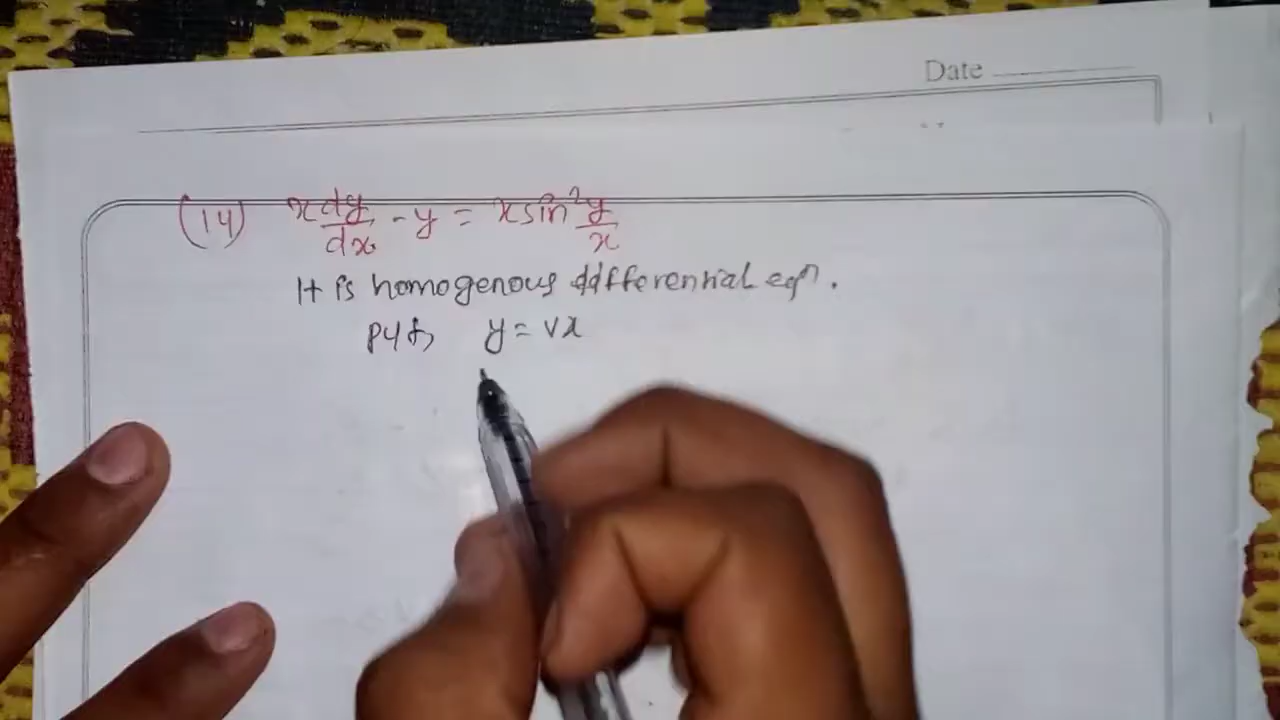 Date
(14) x dy/dx - y = x sin² y/x
It is homogenous differential eqn.
Put, y = vx